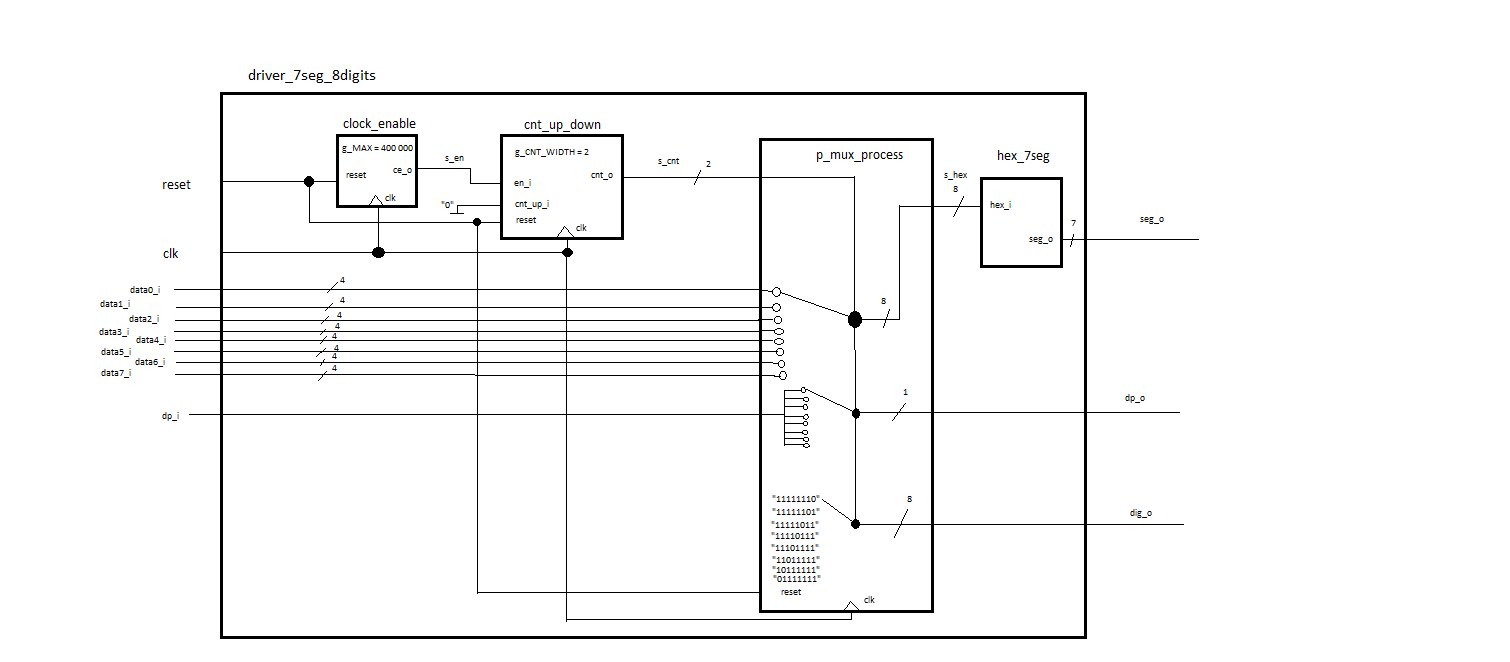 driver_7seg_8digits
clock_enable
g_MAX = 400 000
reset
ce_o
clk
s_en
cnt_up_down
g_CNT_WIDTH = 2
en_i
cnt_o
"0"
cnt_up_i
reset
clk
s_cnt
2
p_mux_process
hex_7seg
s_hex
8
hex_i
seg_o
7
seg_o
reset
clk
data0_i
4
data1_i
4
data2_i
4
data3_i
4
data4_i
4
data5_i
4
data6_i
4
data7_i
4
8
dp_i
1
dp_o
"11111110"
"11111101"
"11111011"
"11110111"
"11101111"
"11011111"
"10111111"
"01111111"
8
dig_o
reset
clk